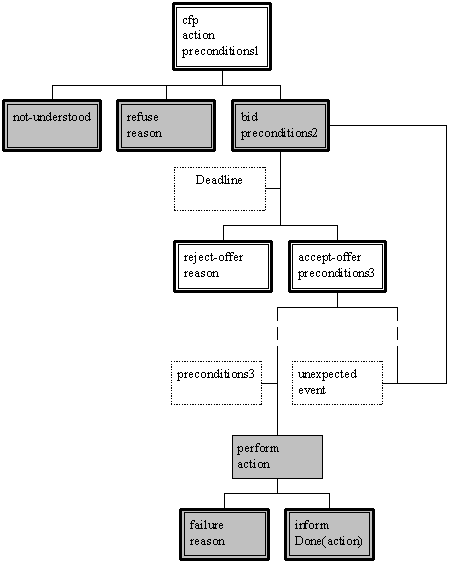 cfp
action
preconditions1
not-understood
refuse
reason
bid
preconditions2
Deadline
reject-offer
reason
accept-offer
preconditions3
preconditions3
unexpected
event
perform
action
failure
reason
inform
Done(action)